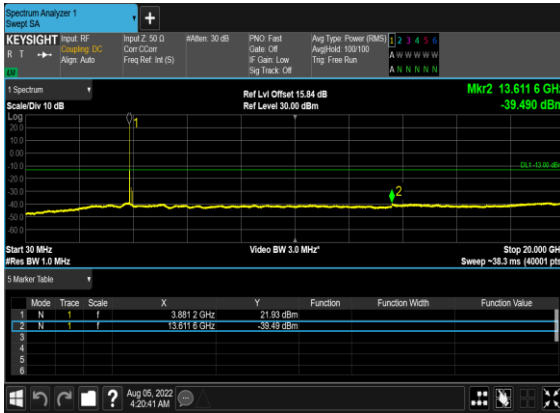 Spectrum Analyzer 1
Swept SA
+
KEYSIGHT Input: RF Input Z: 50 Ω #Atten: 30 dB PNO: Fast Avg Type: Power (RMS) 1 2 3 4 5 6
R T Coupling: DC Corr CCorr Gate: Off Avg|Hold: 100/100 A W W W W W
Align: Auto Freq Ref: Int (S) IF Gain: Low Trig: Free Run
Sig Track: Off A N N N N N
1 Spectrum Ref Lvl Offset 15.84 dB Mkr2 13.611 6 GHz
Scale/Div 10 dB Ref Level 30.00 dBm -39.490 dBm
Log
20.0 1
10.0
0.00
-10.0 DL1 -13.00 dBm
-20.0
-30.0 2
-40.0
-50.0
-60.0
Start 30 MHz Video BW 3.0 MHz* Stop 20.000 GHz
#Res BW 1.0 MHz Sweep ~38.3 ms (40001 pts)
5 Marker Table
Mode Trace Scale X Y Function Function Width Function Value
1 N 1 f 3.881 2 GHz 21.93 dBm
2 N 1 f 13.611 6 GHz -39.49 dBm
3
4
5
6
? Aug 05, 2022
4:20:41 AM